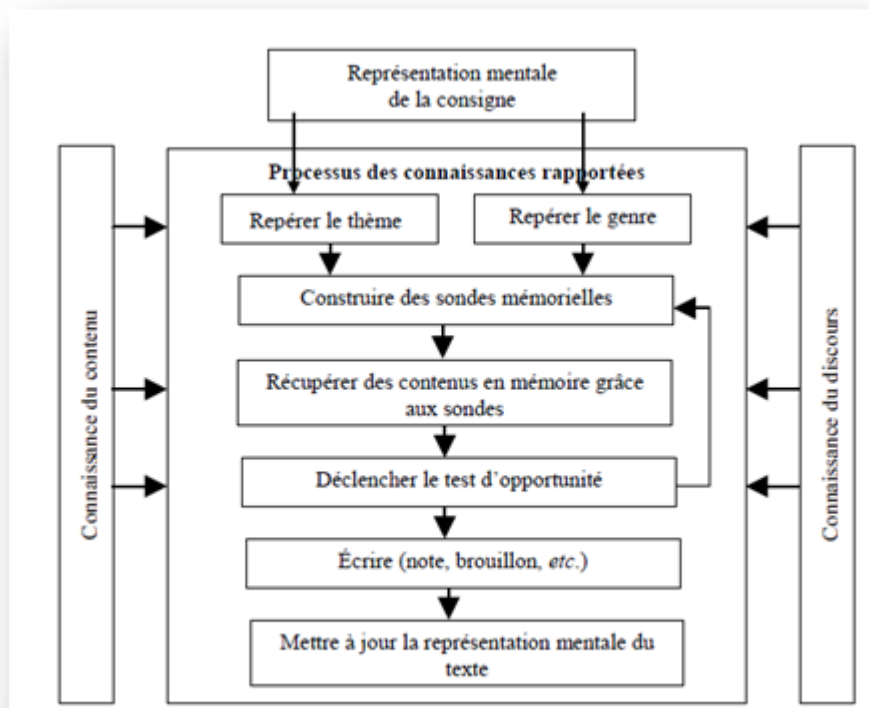 Représentation mentale
de la consigne
Processus des connaissances rapportées
Repérer le thème
Repérer le genre
Construire des sondes mémorielles
Récupérer des contenus en mémoire grâce
aux sondes
Déclencher le test d'opportunité
Écrire (note, brouillon, etc.)
Mettre à jour la représentation mentale du
texte
Connaissance du contenu
Connaissance du discours